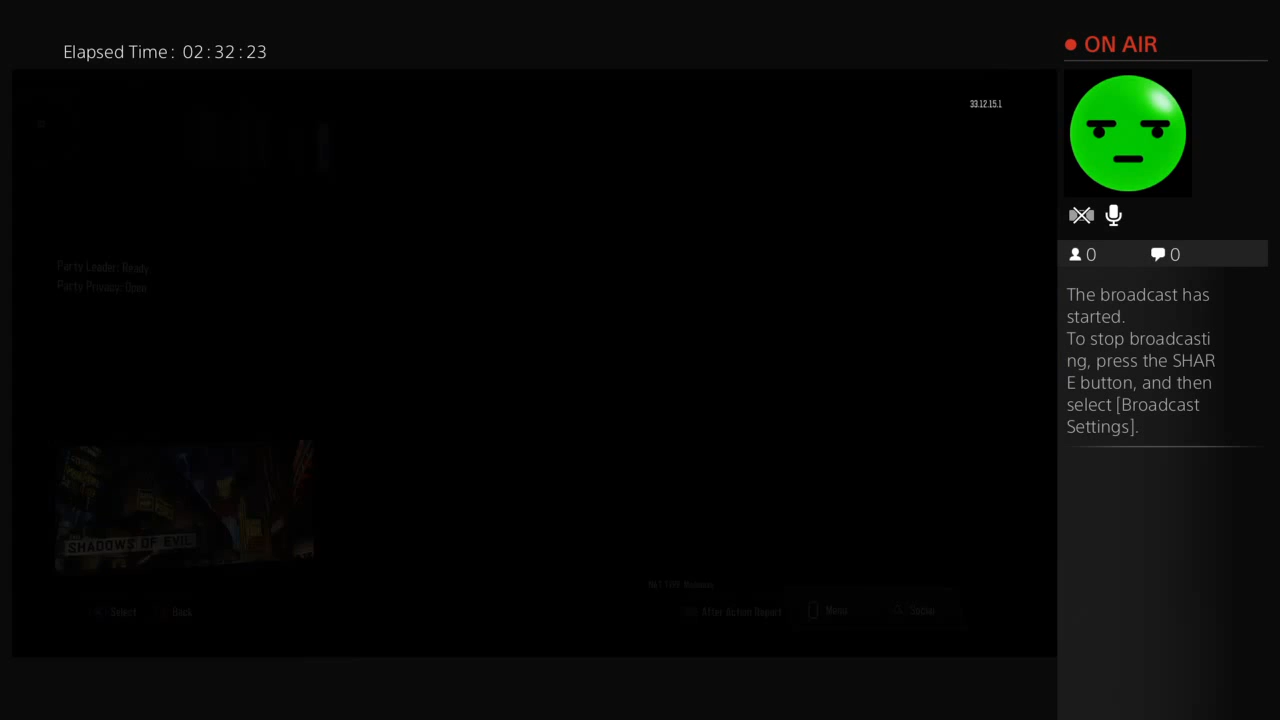 Elapsed Time: 02:32:23
ON AIR
33.12.15.1
0
0
Party Leader: Ready
Party Privacy: Open
The broadcast has
started.
To stop broadcasti
ng, press the SHAR
E button, and then
select [Broadcast
Settings].
SHADOWS OF EVIL
Select
Back
After Action Report
Menu
Social